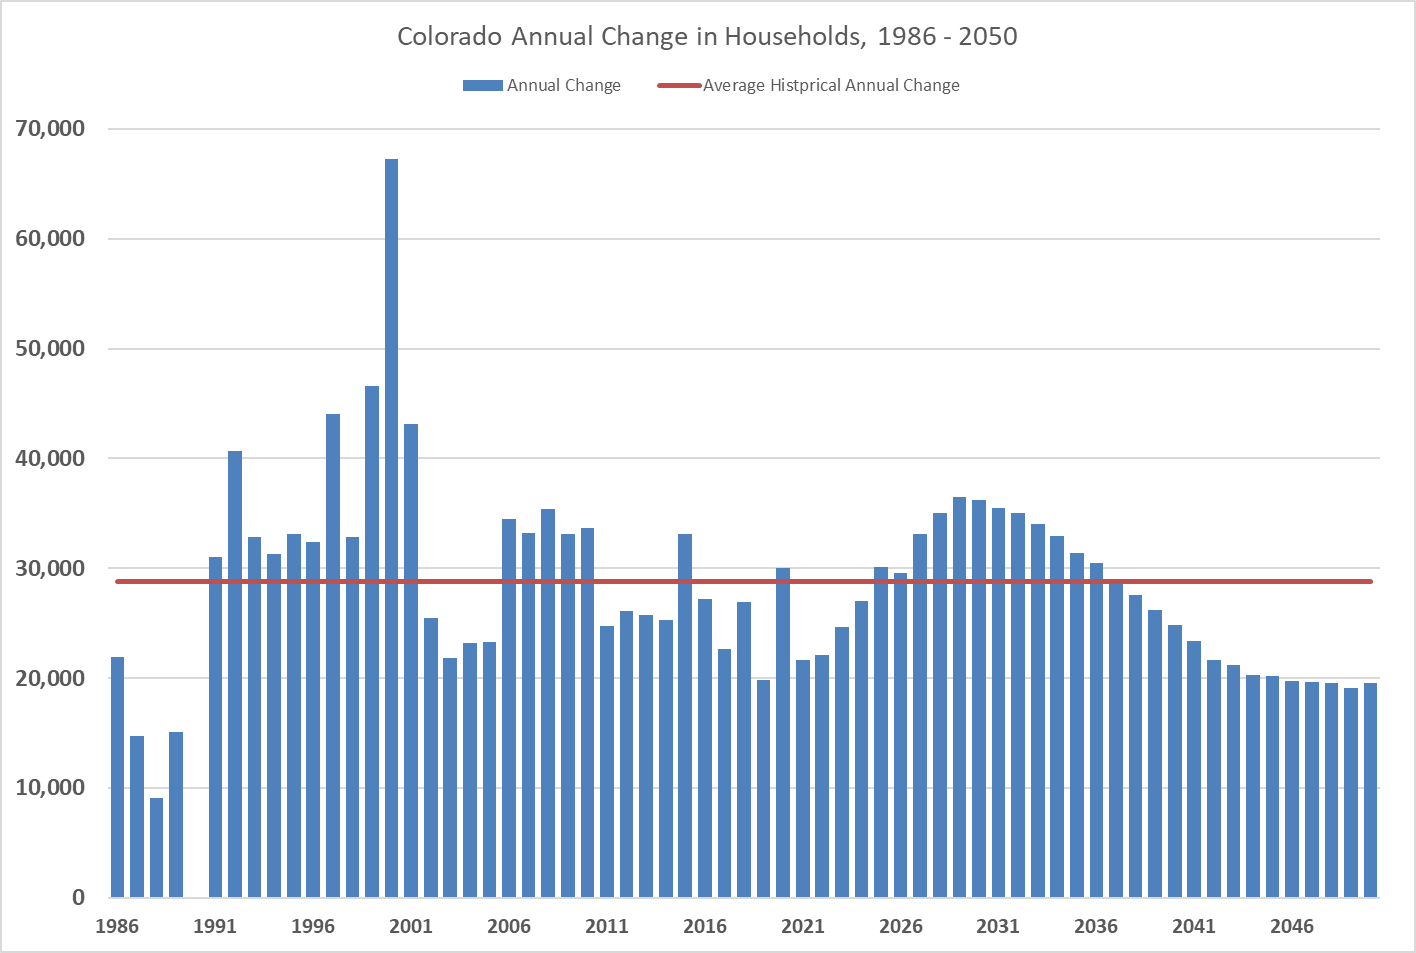 Colorado Annual Change in Households, 1986 - 2050
Annual Change Average Histprical Annual Change
70,000
60,000
50,000
40,000
30,000
20,000
10,000
0
1986 1991 1996 2001 2006 2011 2016 2021 2026 2031 2036 2041 2046